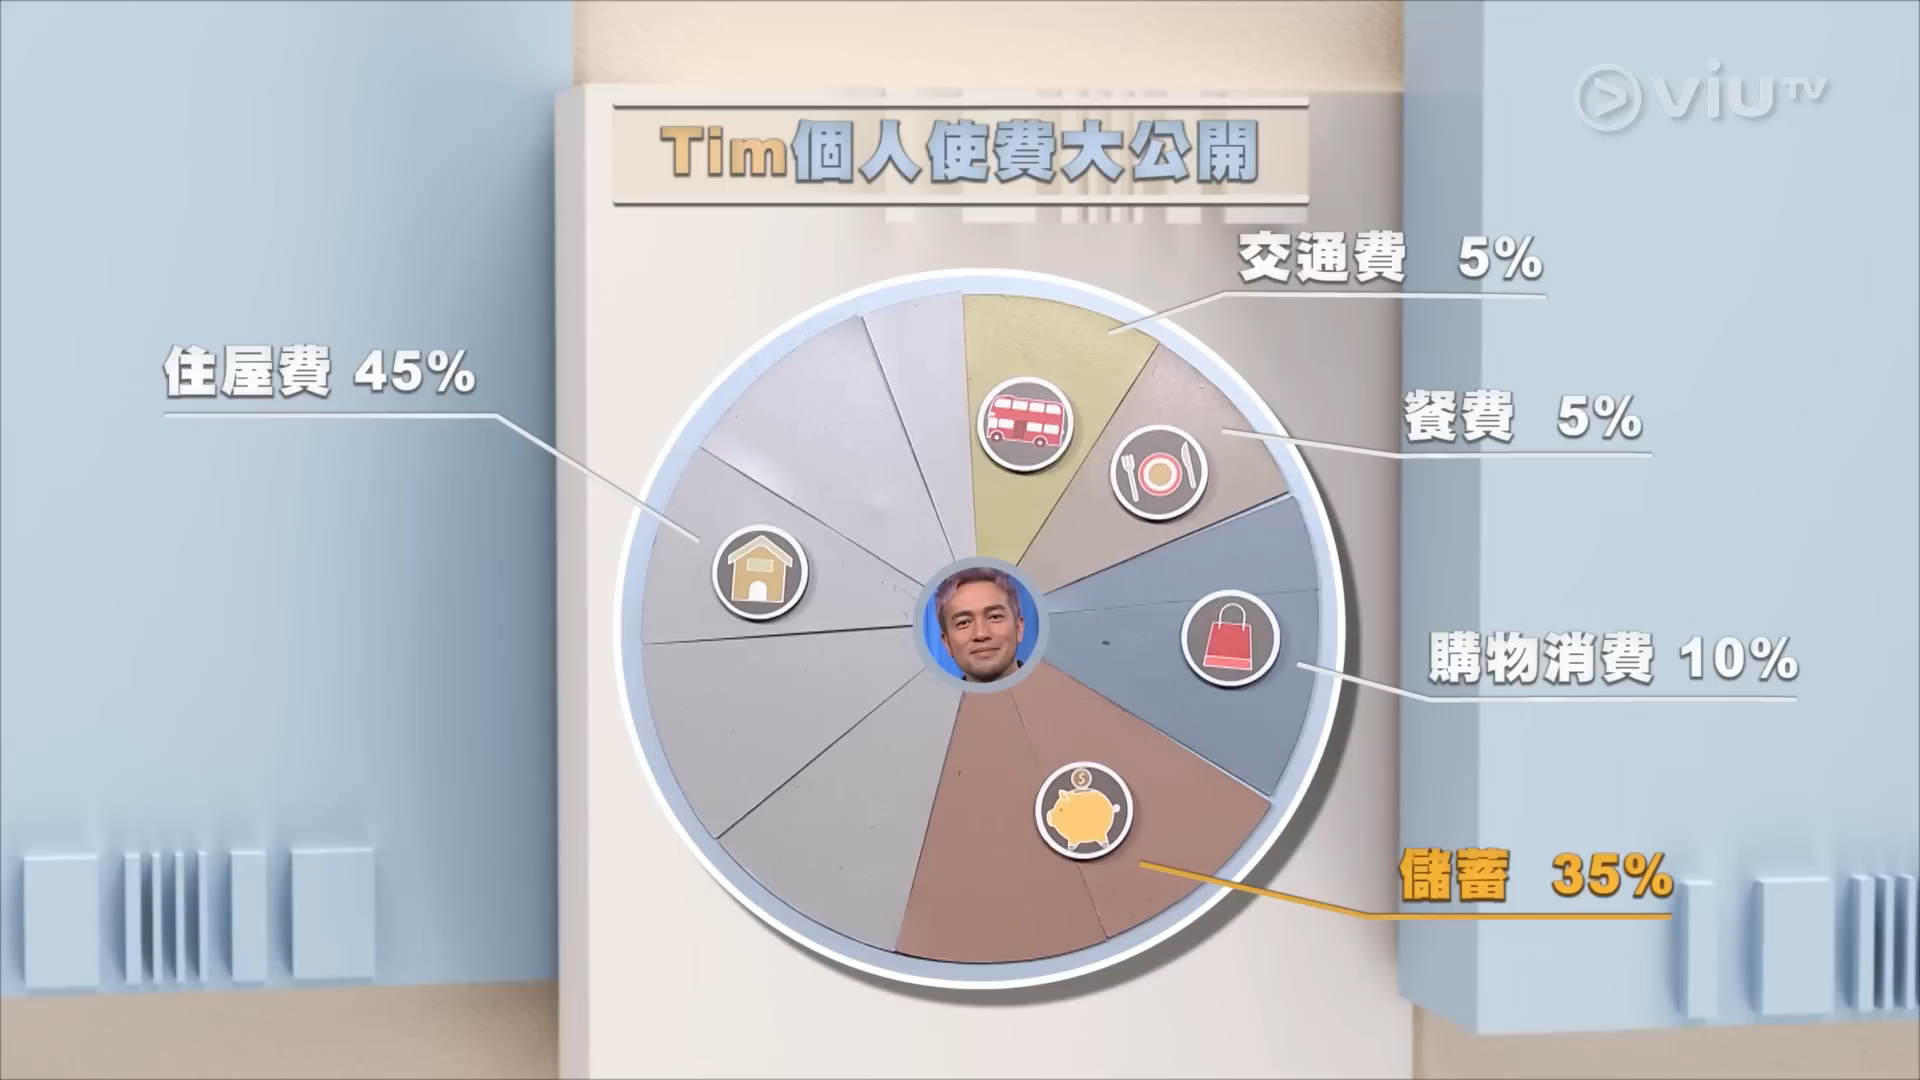 viuTV
Tim個人使費大公開
交通費 5%
住屋費 45%
餐費 5%
購物消費 10%
儲蓄 35%
$